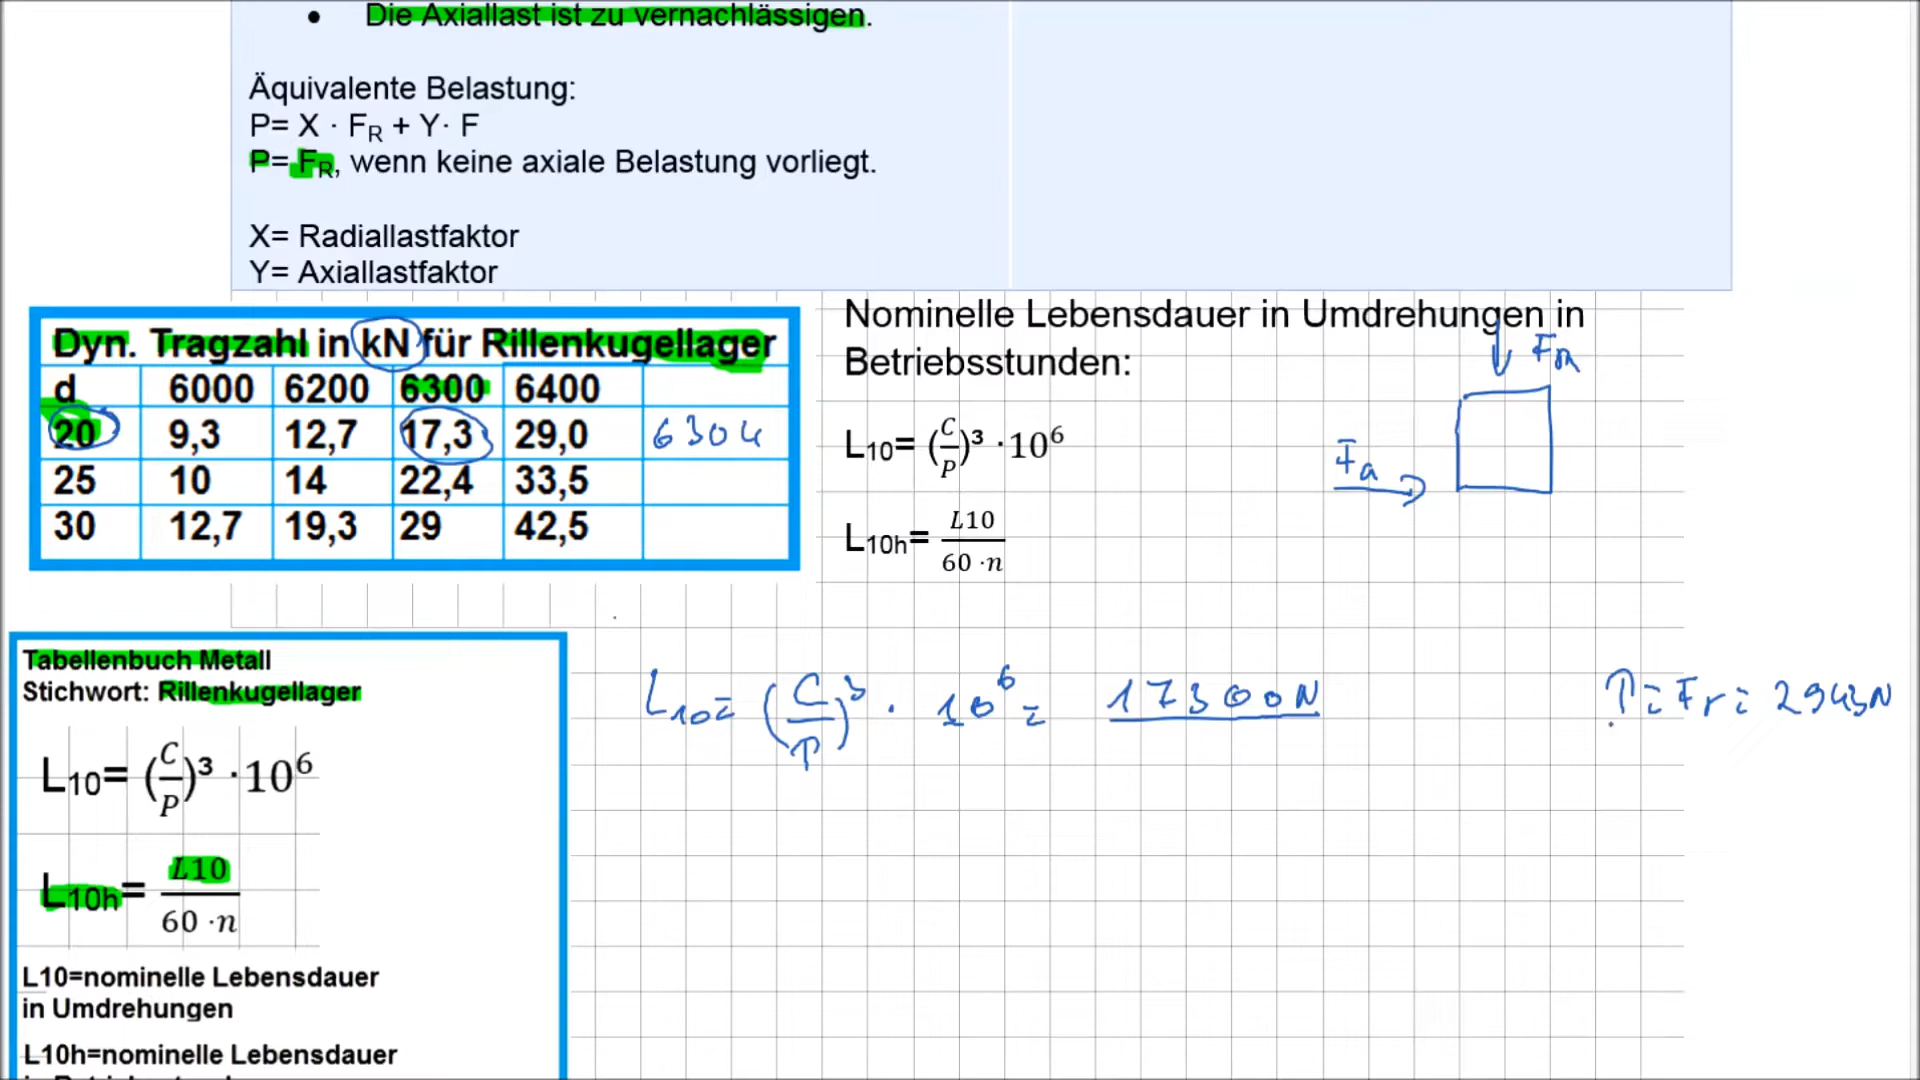 • Die Axiallast ist zu vernachlässigen.
Äquivalente Belastung:
P= X · FR + Y· F
P= FR, wenn keine axiale Belastung vorliegt.
X= Radiallastfaktor
Y= Axiallastfaktor
Dyn. Tragzahl in kN für Rillenkugellager
d 6000 6200 6300 6400
20 9,3 12,7 17,3 29,0 6304
25 10 14 22,4 33,5
30 12,7 19,3 29 42,5
Nominelle Lebensdauer in Umdrehungen in
Betriebsstunden:
L10= (C/P)³ ·10⁶
L10h= L10 / 60 ·n
FR
Fa
L10= (C/P)³ · 10⁶ = 17300N
P=Fr= 2943N
Tabellenbuch Metall
Stichwort: Rillenkugellager
L10= (C/P)³ ·10⁶
L10h= L10 / 60 ·n
L10=nominelle Lebensdauer
in Umdrehungen
L10h=nominelle Lebensdauer